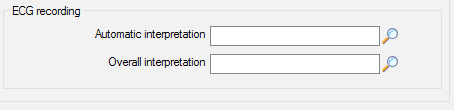 ECG recording
Automatic interpretation
Overall interpretation